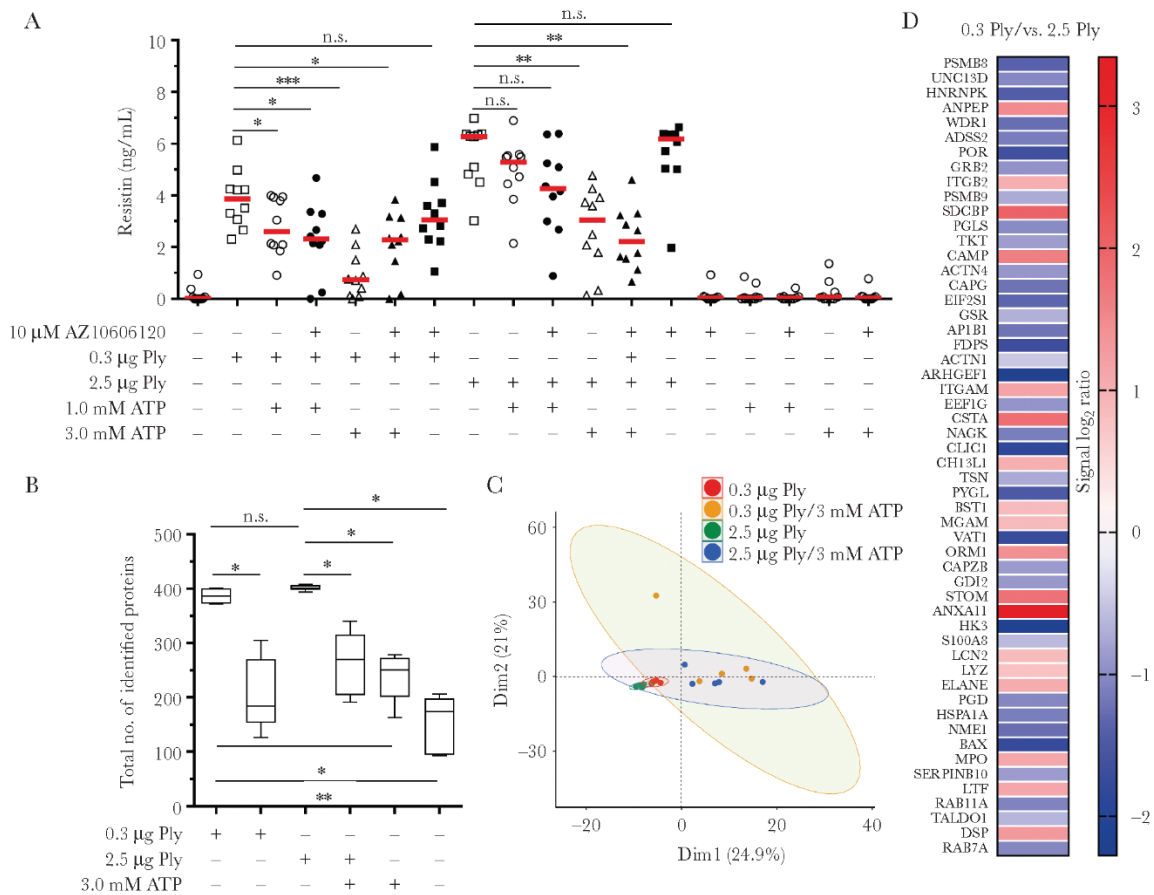 A
n.s.
**
**
n.s.
n.s.
n.s.
*
***
*
*
Resistin (ng/mL)
10
8
6
4
2
0
10 µM AZ10606120 – – – + – + + – – + – + + + – + – +
0.3 µg Ply – + + + + + + – – – – + – – – – – –
2.5 µg Ply – – – – – – – + + + + + + – – – – –
1.0 mM ATP – – + + – – – – + + – – – – + + – –
3.0 mM ATP – – – – + + – – – – + + – – – – + +
B
n.s.
*
*
*
*
*
**
Total no. of identified proteins
500
400
300
200
100
0
0.3 µg Ply + + – – – –
2.5 µg Ply – – + + – –
3.0 mM ATP – – – + + –
C
0.3 µg Ply
0.3 µg Ply/3 mM ATP
2.5 µg Ply
2.5 µg Ply/3 mM ATP
Dim2 (21%)
60
30
0
−30
−20 0 20 40
Dim1 (24.9%)
D
0.3 Ply/vs. 2.5 Ply
PSMB8
UNC13D
HNRNPK
ANPEP
WDR1
ADSS2
POR
GRB2
ITGB2
PSMB9
SDCBP
PGLS
TKT
CAMP
ACTN4
CAPG
EIF2S1
GSR
AP1B1
FDPS
ACTN1
ARHGEF1
ITGAM
EEF1G
CSTA
NAGK
CLIC1
CH13L1
TSN
PYGL
BST1
MGAM
VAT1
ORM1
CAPZB
GDI2
STOM
ANXA11
HK3
S100A8
LCN2
LYZ
ELANE
PGD
HSPA1A
NME1
BAX
MPO
SERPINB10
LTF
RAB11A
TALDO1
DSP
RAB7A
Signal log₂ ratio
3
2
1
0
−1
−2